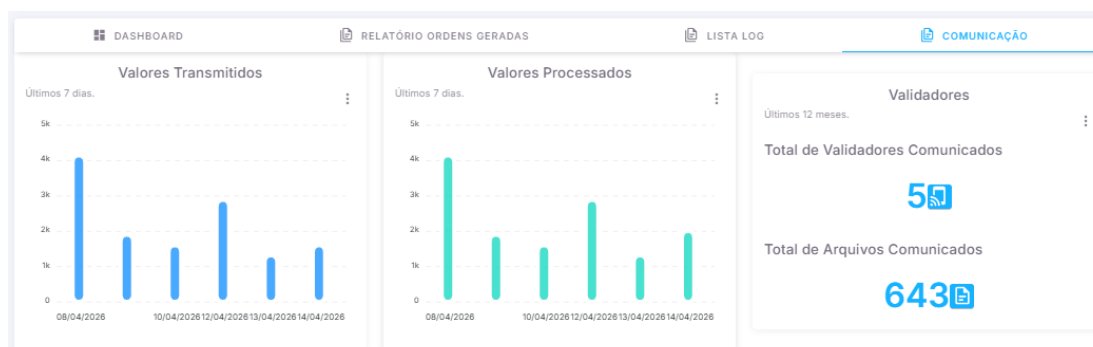 DASHBOARD
RELATÓRIO ORDENS GERADAS
LISTA LOG
COMUNICAÇÃO
Valores Transmitidos
Últimos 7 dias.
5k
4k
3k
2k
1k
0
08/04/2026 10/04/2026 12/04/2026 13/04/2026 14/04/2026
Valores Processados
Últimos 7 dias.
5k
4k
3k
2k
1k
0
08/04/2026 10/04/2026 12/04/2026 13/04/2026 14/04/2026
Validadores
Últimos 12 meses.
Total de Validadores Comunicados
5
Total de Arquivos Comunicados
643